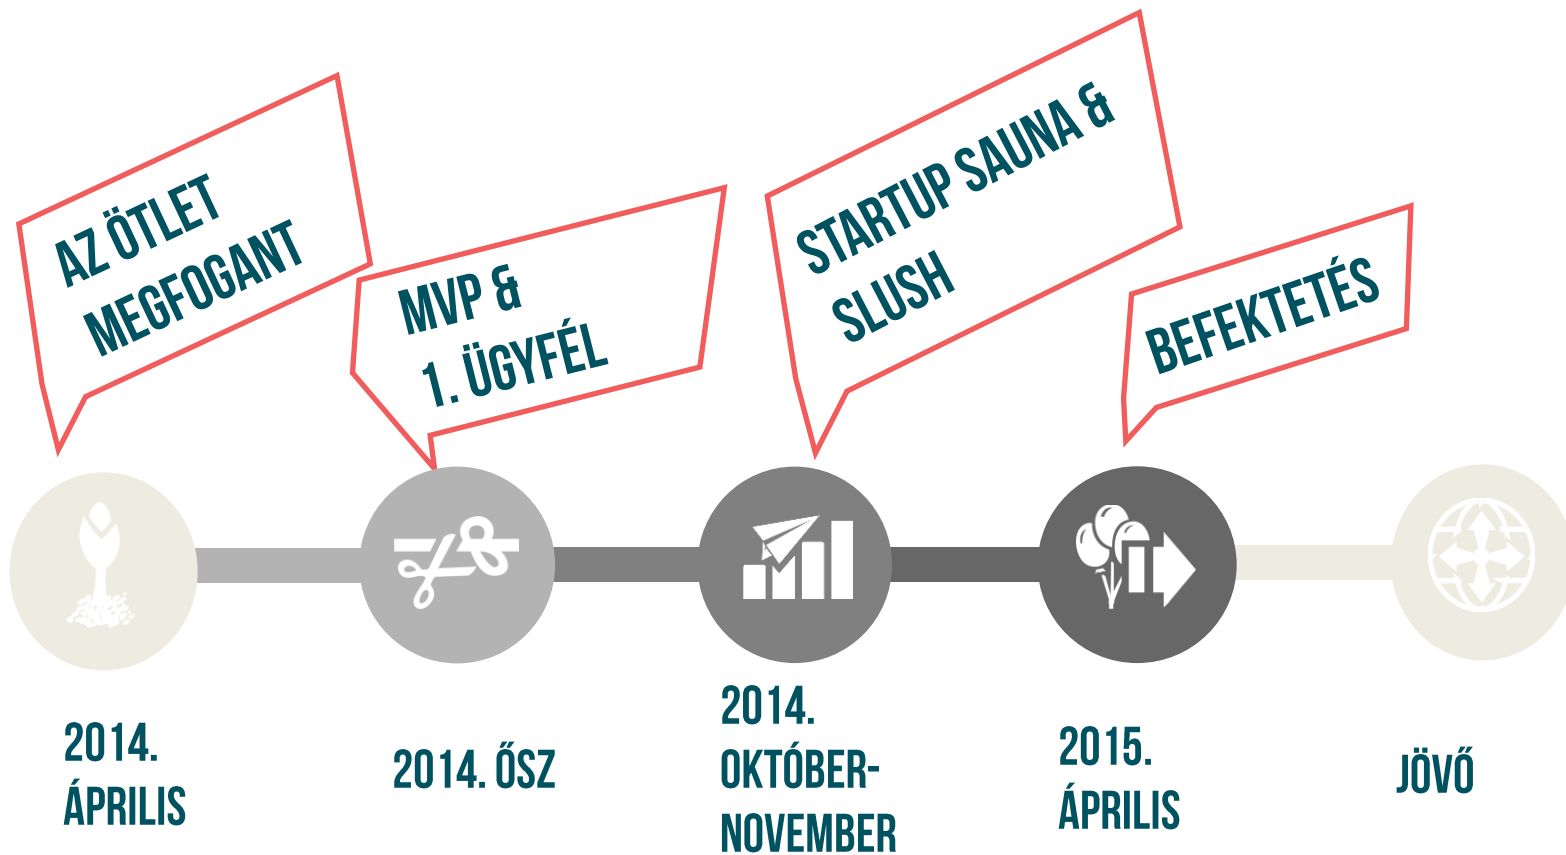 AZ ÖTLET
MEGFOGANT
MVP &
1. ÜGYFÉL
STARTUP SAUNA &
SLUSH
BEFEKTETÉS
2014.
ÁPRILIS
2014. ŐSZ
2014.
OKTÓBER-
NOVEMBER
2015.
ÁPRILIS
JÖVŐ